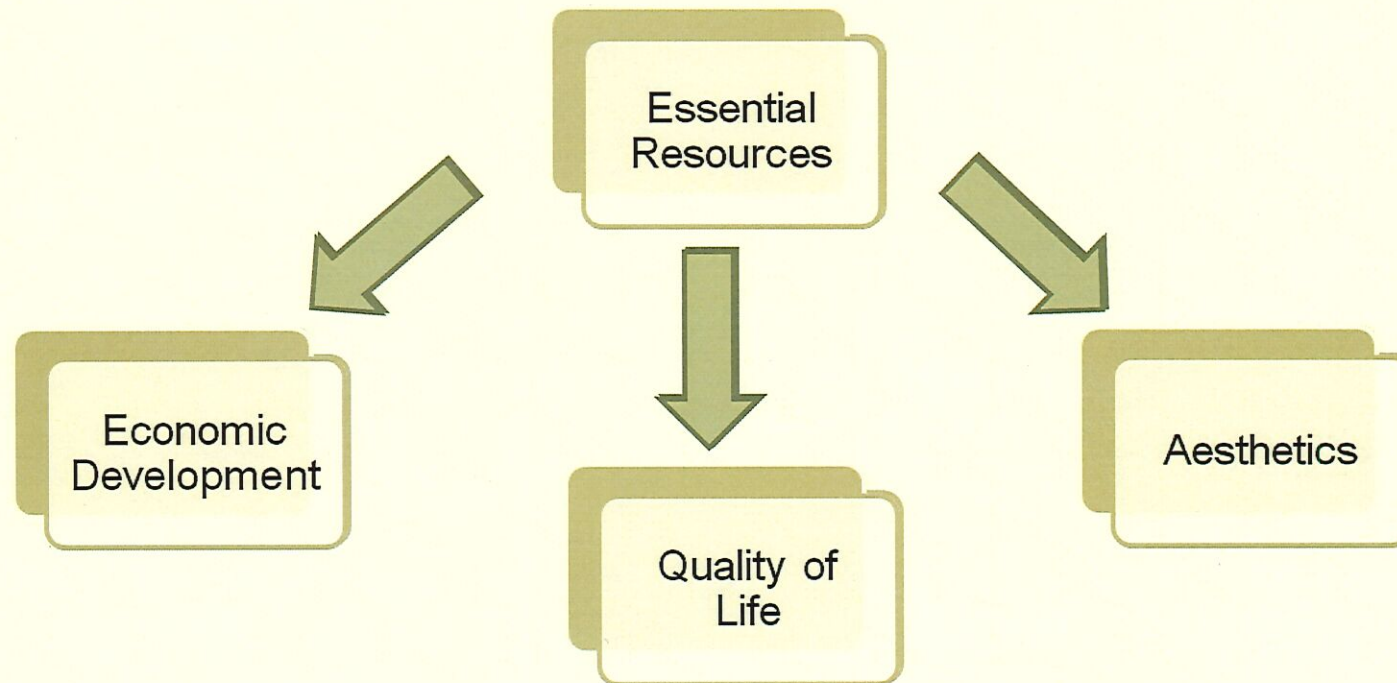 Essential
Resources
Economic
Development
Aesthetics
Quality of
Life